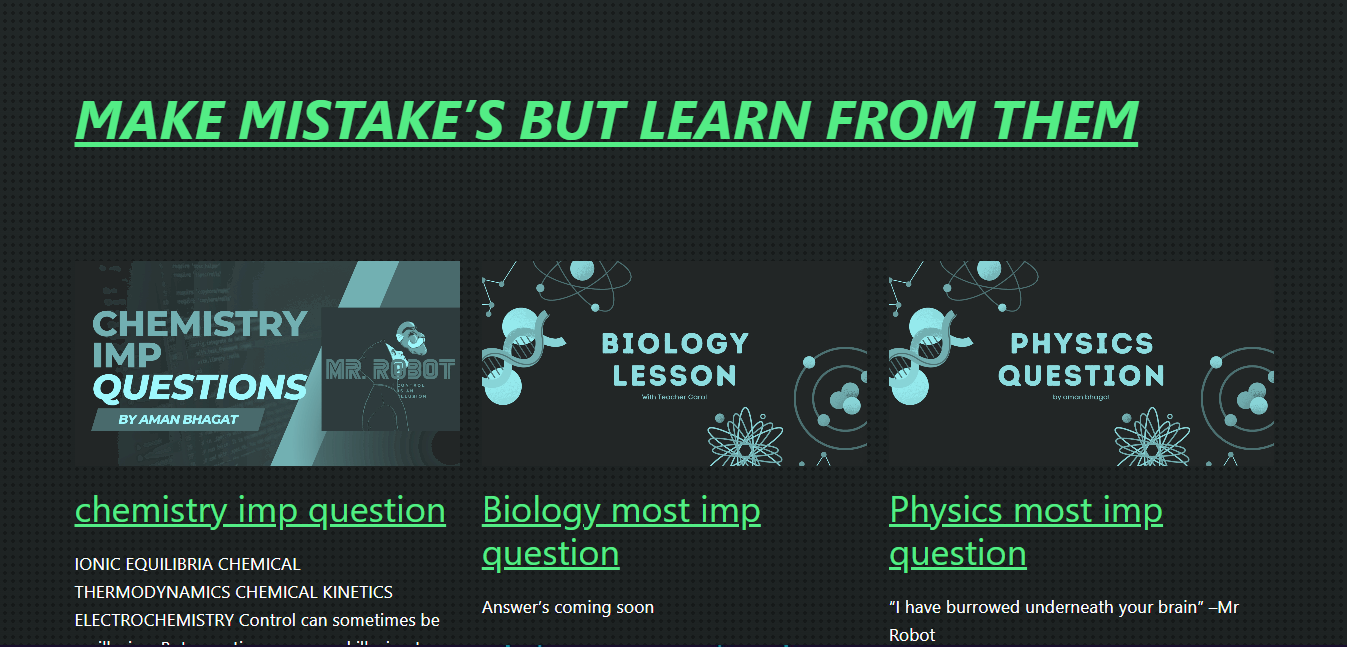 MAKE MISTAKE’S BUT LEARN FROM THEM
CHEMISTRY
IMP
QUESTIONS
BY AMAN BHAGAT
MR. ROBOT
CONTROL
IS AN
ILLUSION
BIOLOGY
LESSON
With Teacher Carol
PHYSICS
QUESTION
by aman bhagat
chemistry imp question
Biology most imp
question
Physics most imp
question
IONIC EQUILIBRIA CHEMICAL
THERMODYNAMICS CHEMICAL KINETICS
ELECTROCHEMISTRY Control can sometimes be
Answer’s coming soon
“I have burrowed underneath your brain” –Mr
Robot